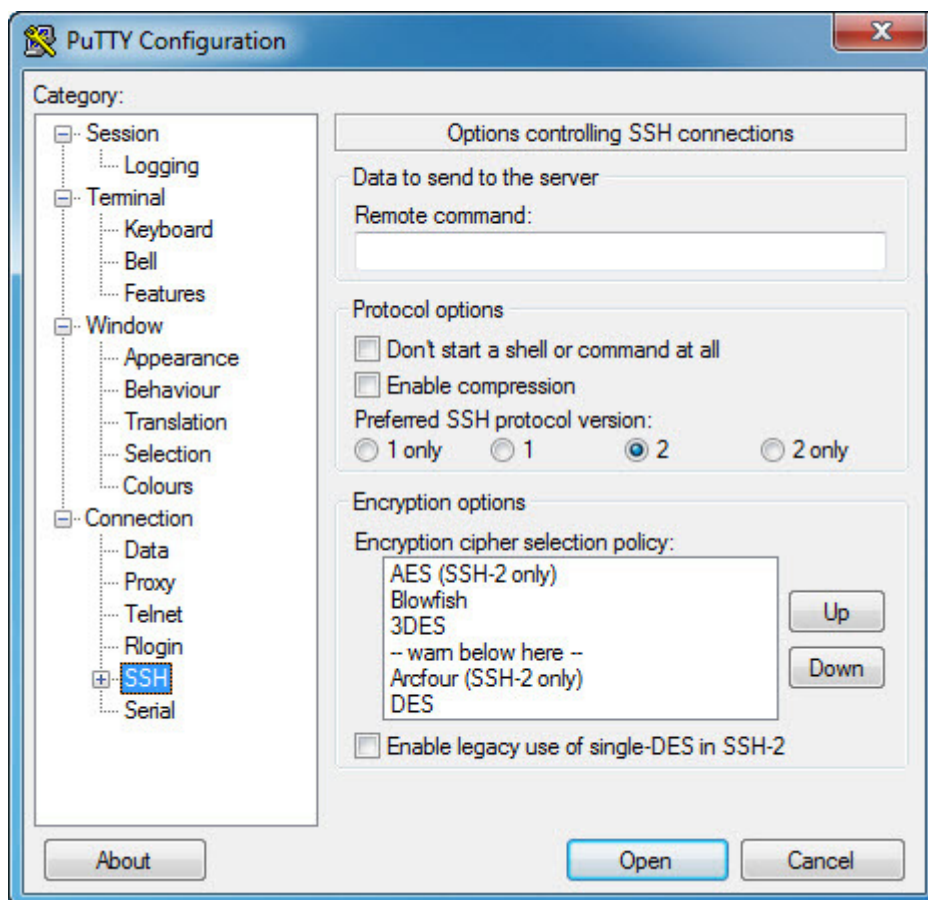 PuTTY Configuration
Category:
Session
Logging
Terminal
Keyboard
Bell
Features
Window
Appearance
Behaviour
Translation
Selection
Colours
Connection
Data
Proxy
Telnet
Rlogin
SSH
Serial
Options controlling SSH connections
Data to send to the server
Remote command:
Protocol options
Don't start a shell or command at all
Enable compression
Preferred SSH protocol version:
1 only 1 2 2 only
Encryption options
Encryption cipher selection policy:
AES (SSH-2 only)
Blowfish
3DES
-- warn below here --
Arcfour (SSH-2 only)
DES
Up
Down
Enable legacy use of single-DES in SSH-2
About Open Cancel